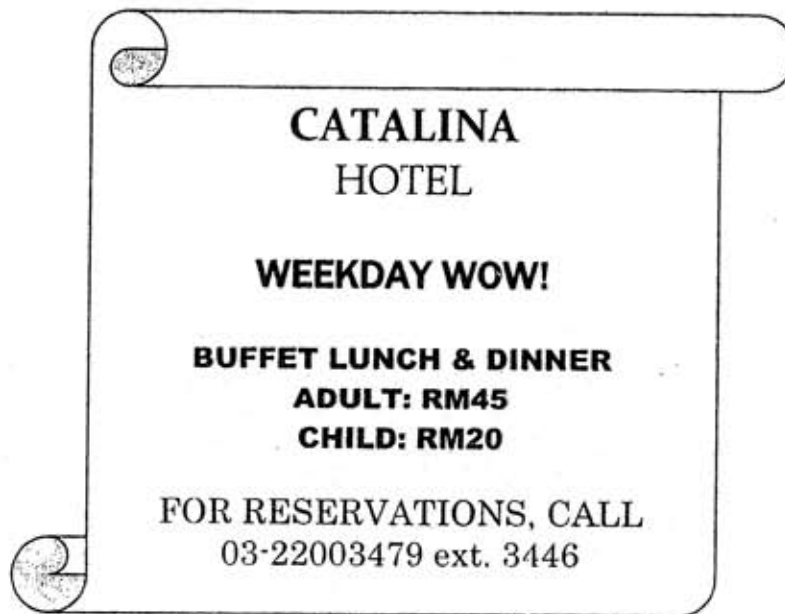 CATALINA
HOTEL
WEEKDAY WOW!
BUFFET LUNCH & DINNER
ADULT: RM45
CHILD: RM20
FOR RESERVATIONS, CALL
03-22003479 ext. 3446